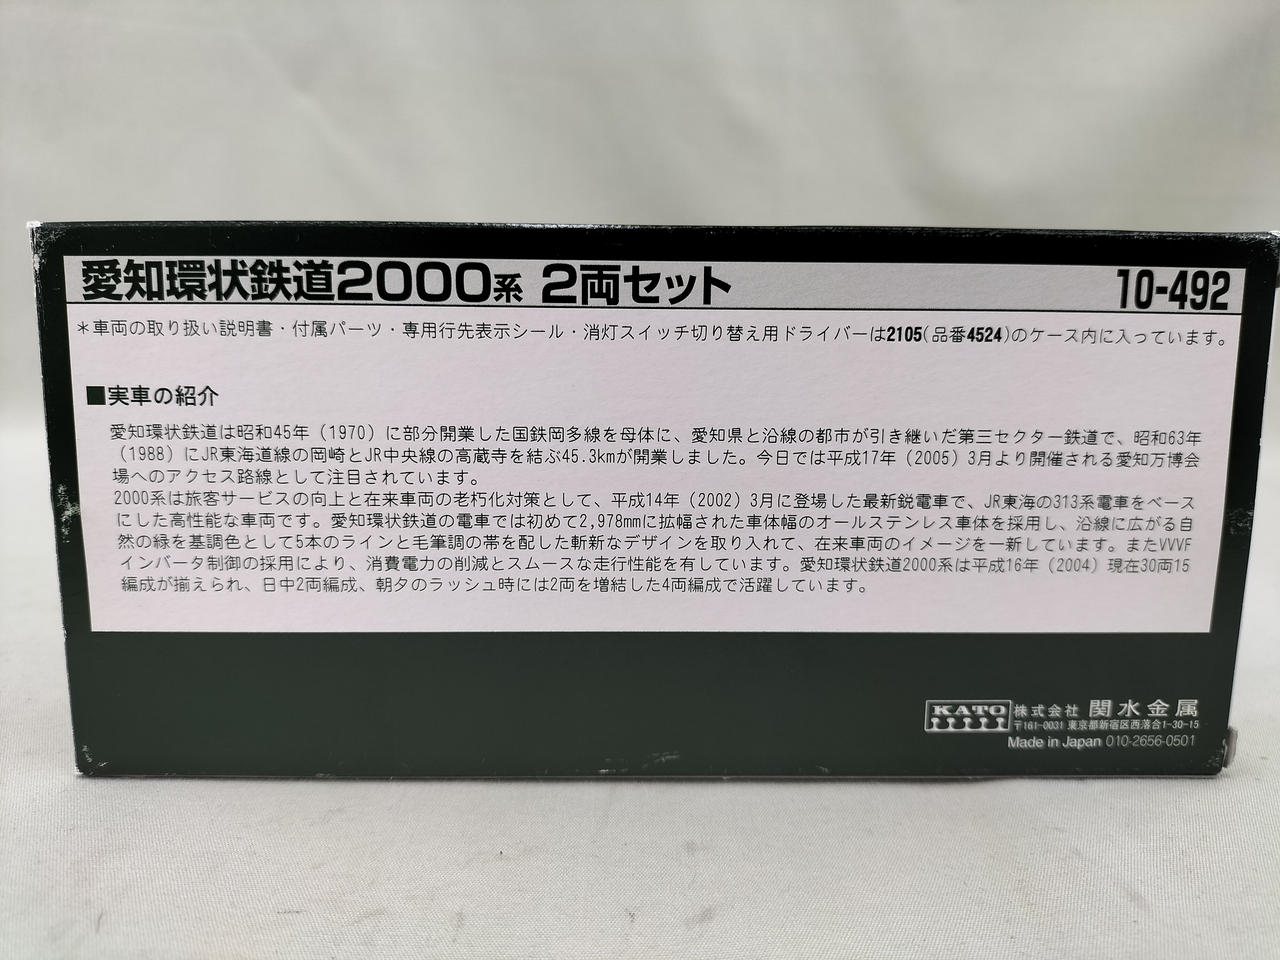 愛知環状鉄道2000系 2両セット 10-492
＊車両の取り扱い説明書・付属パーツ・専用行先表示シール・消灯スイッチ切り替え用ドライバーは2105(品番4524)のケース内に入っています。
■実車の紹介
愛知環状鉄道は昭和45年（1970）に部分開業した国鉄岡多線を母体に、愛知県と沿線の都市が引き継いだ第三セクター鉄道で、昭和63年
（1988）にJR東海道線の岡崎とJR中央線の高蔵寺を結ぶ45.3kmが開業しました。今日では平成17年（2005）3月より開催される愛知万博会
場へのアクセス路線として注目されています。
2000系は旅客サービスの向上と在来車両の老朽化対策として、平成14年（2002）3月に登場した最新鋭電車で、JR東海の313系電車をベース
にした高性能な車両です。愛知環状鉄道の電車では初めて2,978mmに拡幅された車体幅のオールステンレス車体を採用し、沿線に広がる自
然の緑を基調色として5本のラインと毛筆調の帯を配した斬新なデザインを取り入れて、在来車両のイメージを一新しています。またVVVF
インバータ制御の採用により、消費電力の削減とスムースな走行性能を有しています。愛知環状鉄道2000系は平成16年（2004）現在30両15
編成が揃えられ、日中2両編成、朝夕のラッシュ時には2両を増結した4両編成で活躍しています。
KATO 株式会社 関水金属
〒161-0031 東京都新宿区西落合1-30-15
Made in Japan 010-2656-0501